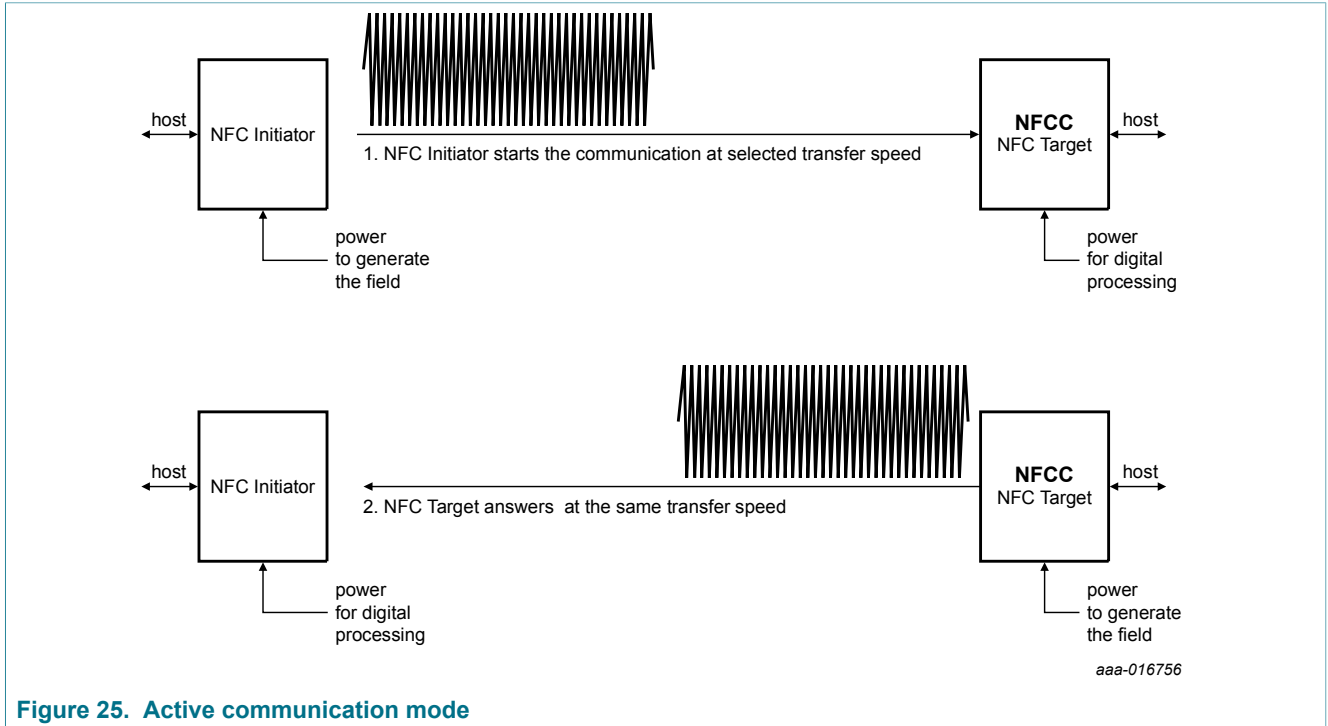 host
NFC Initiator
1. NFC Initiator starts the communication at selected transfer speed
NFCC
NFC Target
host
power
to generate
the field
power
for digital
processing
host
NFC Initiator
2. NFC Target answers at the same transfer speed
NFCC
NFC Target
host
power
for digital
processing
power
to generate
the field
aaa-016756
Figure 25. Active communication mode